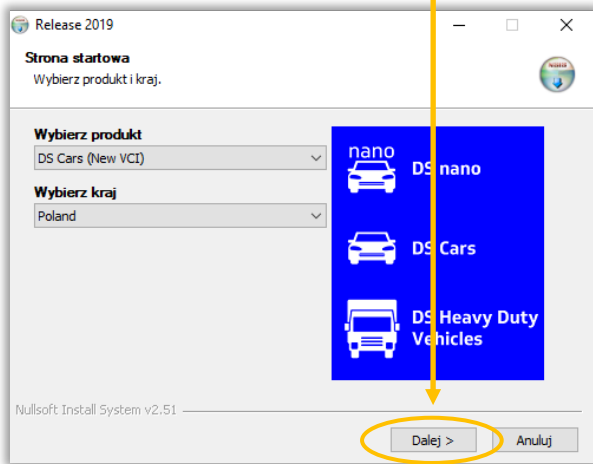 Release 2019
Strona startowa
Wybierz produkt i kraj.
Wybierz produkt
DS Cars (New VCI)
Wybierz kraj
Poland
nano
DS nano
DS Cars
DS Heavy Duty
Vehicles
Nullsoft Install System v2.51
Dalej >
Anuluj